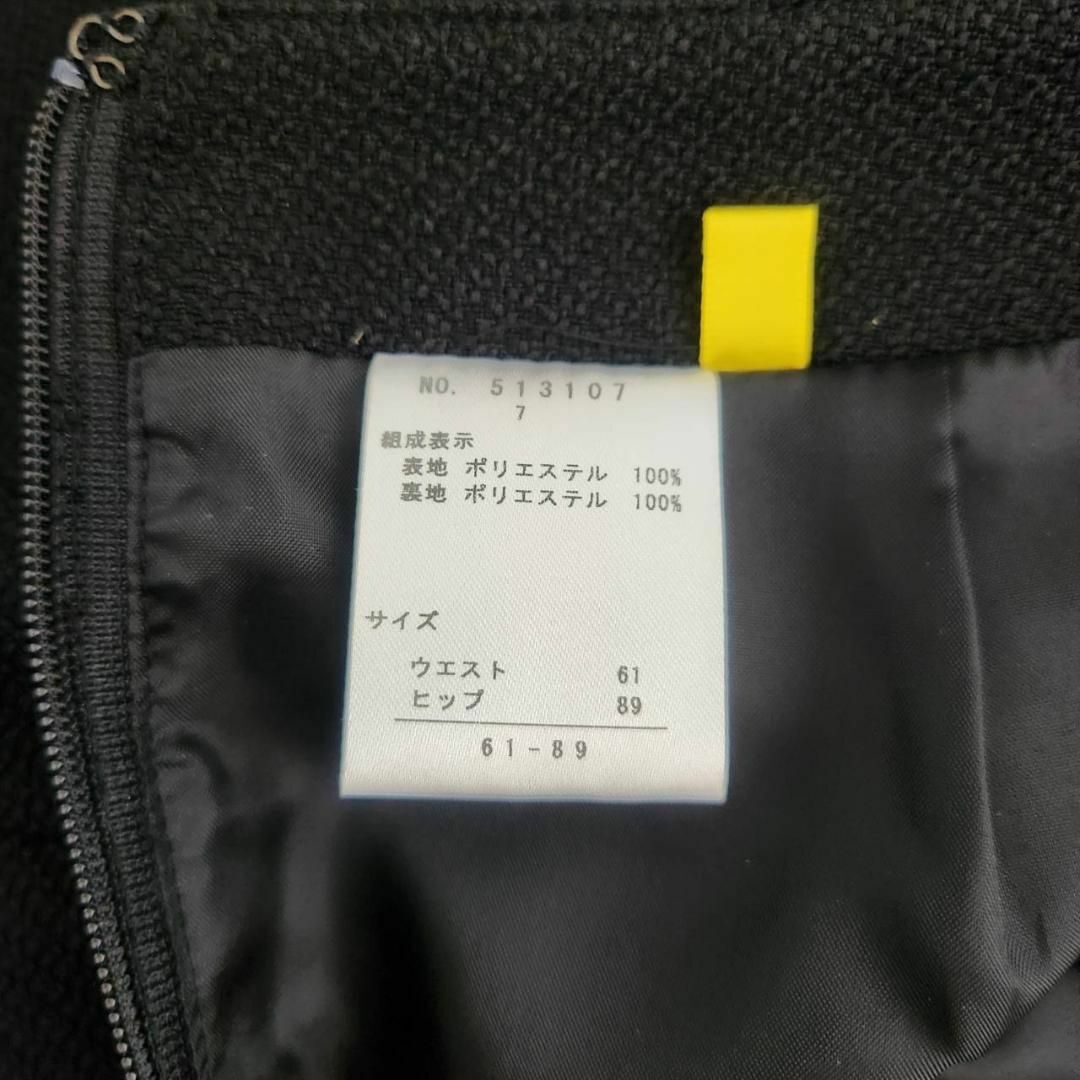 NO. 513107
7
組成表示
表地 ポリエステル 100%
裏地 ポリエステル 100%
サイズ
ウエスト 61
ヒップ 89
61-89